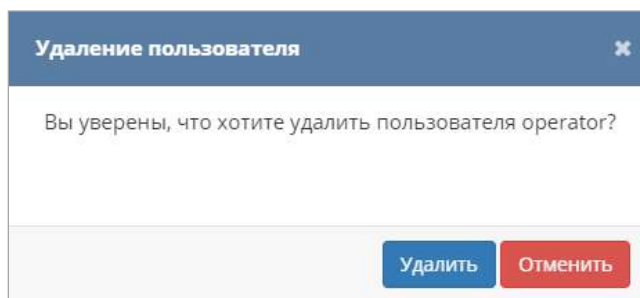 Удаление пользователя
Вы уверены, что хотите удалить пользователя operator?
Удалить Отменить